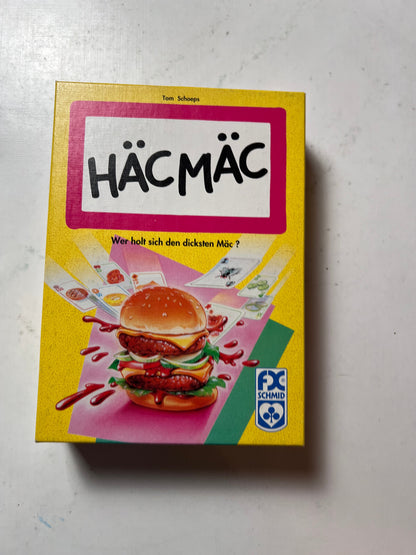 Tom Schoeps
HÄCMÄC
Wer holt sich den dicksten Mäc ?
FX
SCHMID